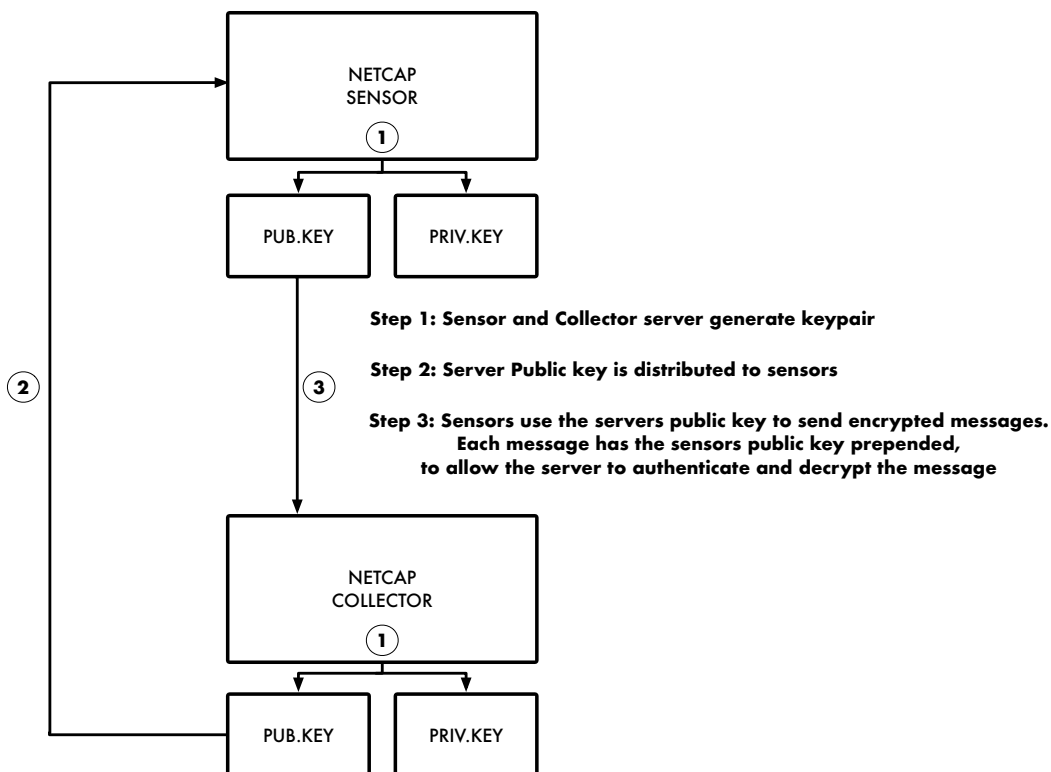 NETCAP
SENSOR
1
PUB.KEY
PRIV.KEY
Step 1: Sensor and Collector server generate keypair
Step 2: Server Public key is distributed to sensors
2
3
Step 3: Sensors use the servers public key to send encrypted messages.
Each message has the sensors public key prepended,
to allow the server to authenticate and decrypt the message
NETCAP
COLLECTOR
1
PUB.KEY
PRIV.KEY